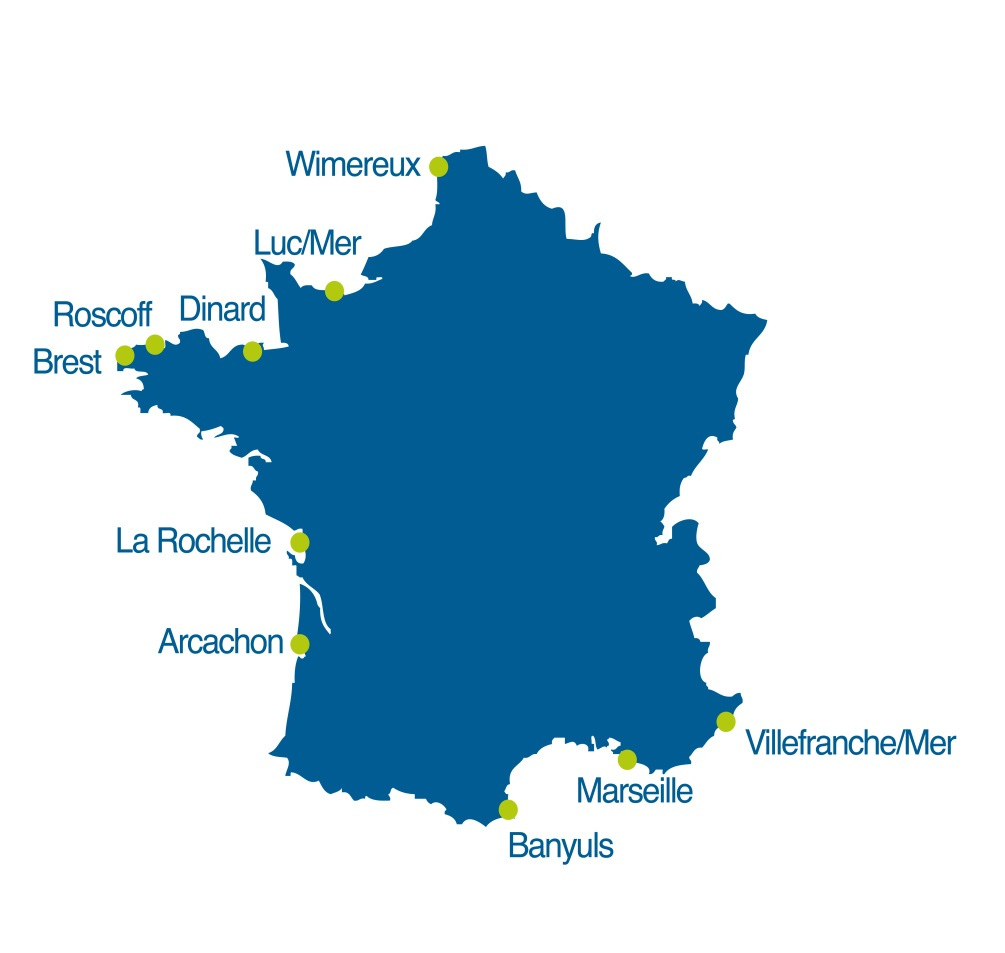 Wimereux
Luc/Mer
Roscoff
Dinard
Brest
La Rochelle
Arcachon
Villefranche/Mer
Marseille
Banyuls